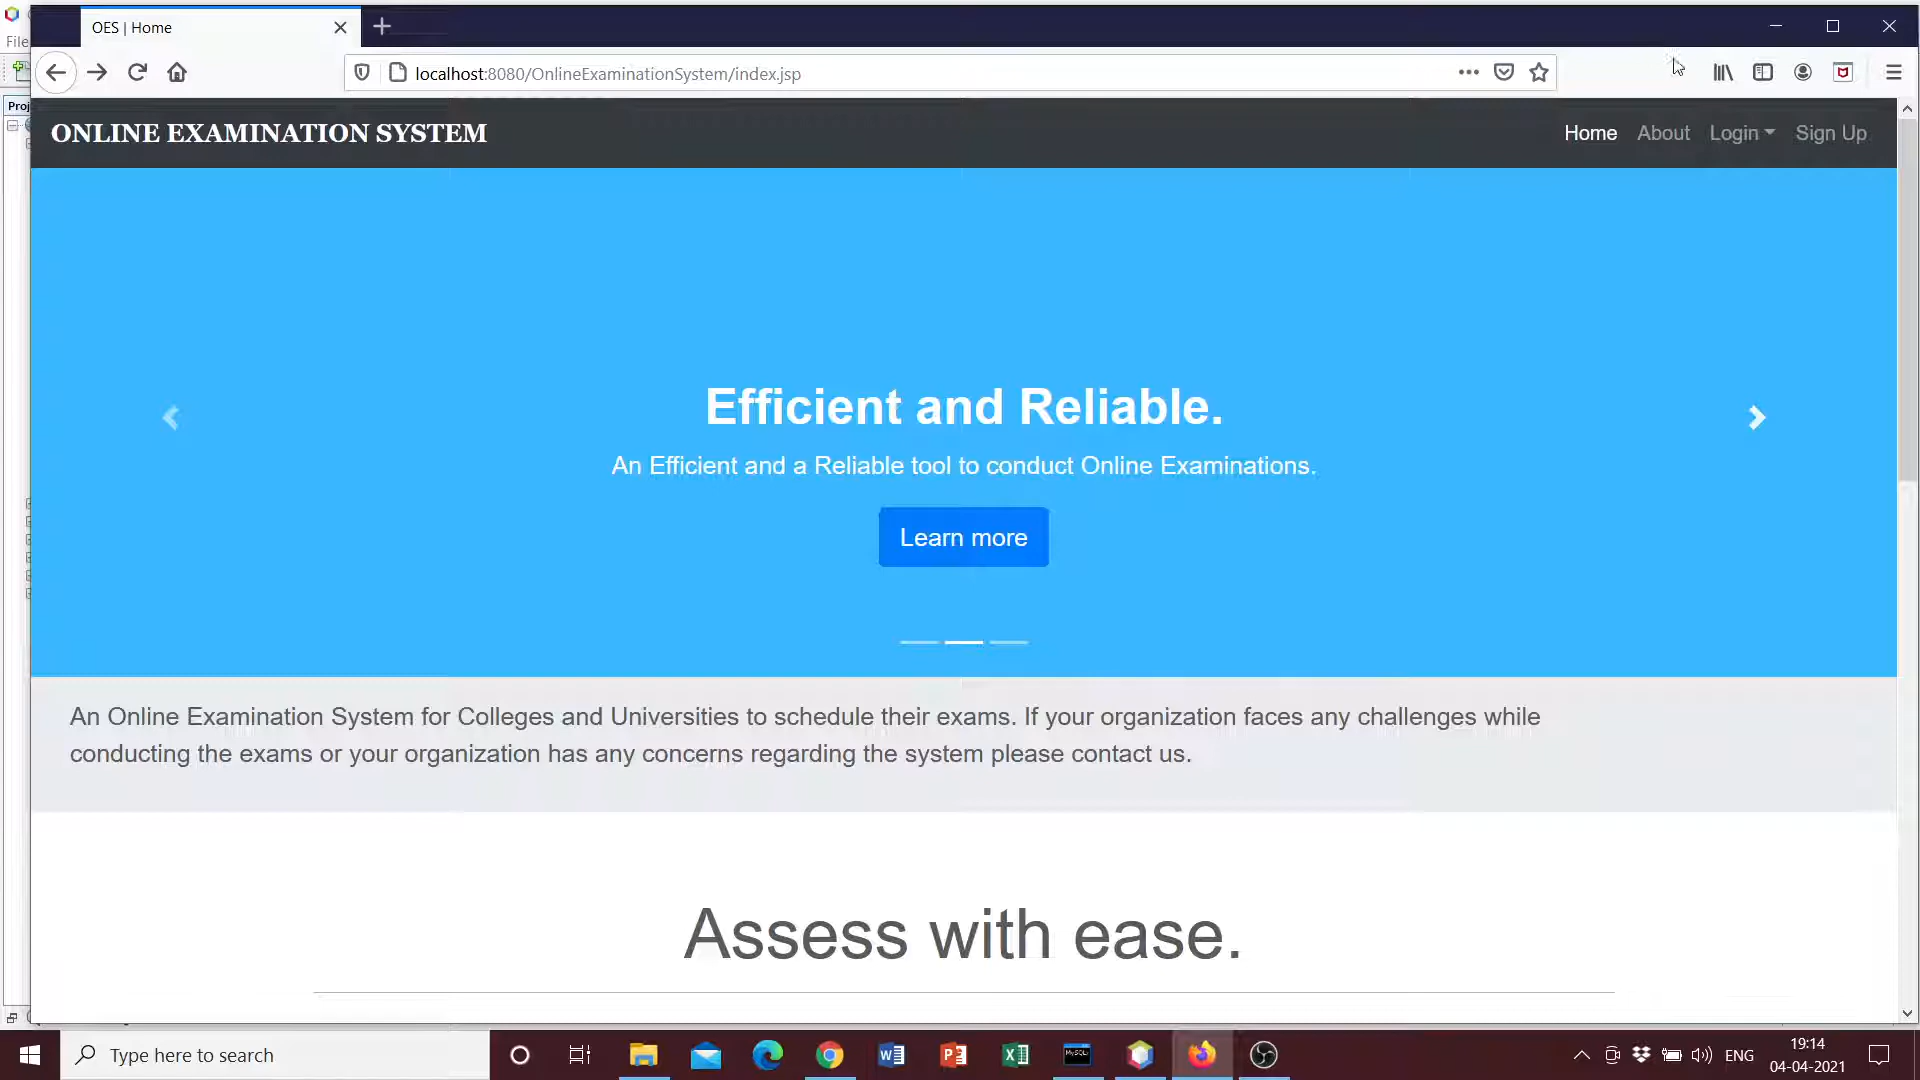 OES | Home
File
localhost:8080/OnlineExaminationSystem/index.jsp
Proj
ONLINE EXAMINATION SYSTEM
Home About Login Sign Up
Efficient and Reliable.
An Efficient and a Reliable tool to conduct Online Examinations.
Learn more
An Online Examination System for Colleges and Universities to schedule their exams. If your organization faces any challenges while
conducting the exams or your organization has any concerns regarding the system please contact us.
Assess with ease.
Type here to search
ENG
19:14
04-04-2021